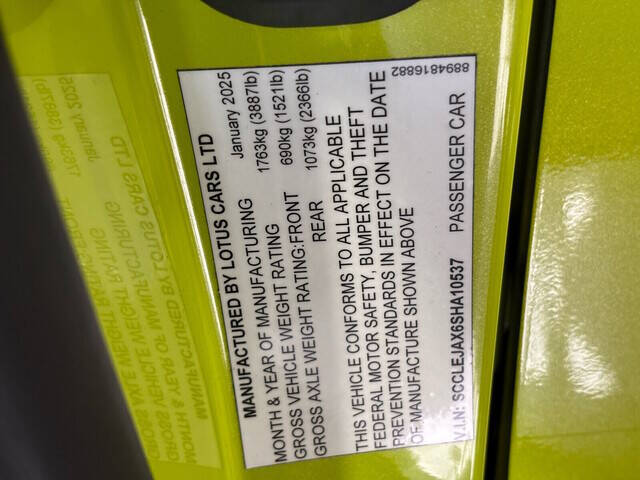 8894816882
MANUFACTURED BY LOTUS CARS LTD
MONTH & YEAR OF MANUFACTURING January 2025
GROSS VEHICLE WEIGHT RATING 1763kg (3887lb)
GROSS AXLE WEIGHT RATING:FRONT 690kg (1521lb)
REAR 1073kg (2366lb)
THIS VEHICLE CONFORMS TO ALL APPLICABLE
FEDERAL MOTOR SAFETY, BUMPER AND THEFT
PREVENTION STANDARDS IN EFFECT ON THE DATE
OF MANUFACTURE SHOWN ABOVE
V.I.N: SCCLEJAX6SHA10537 PASSENGER CAR